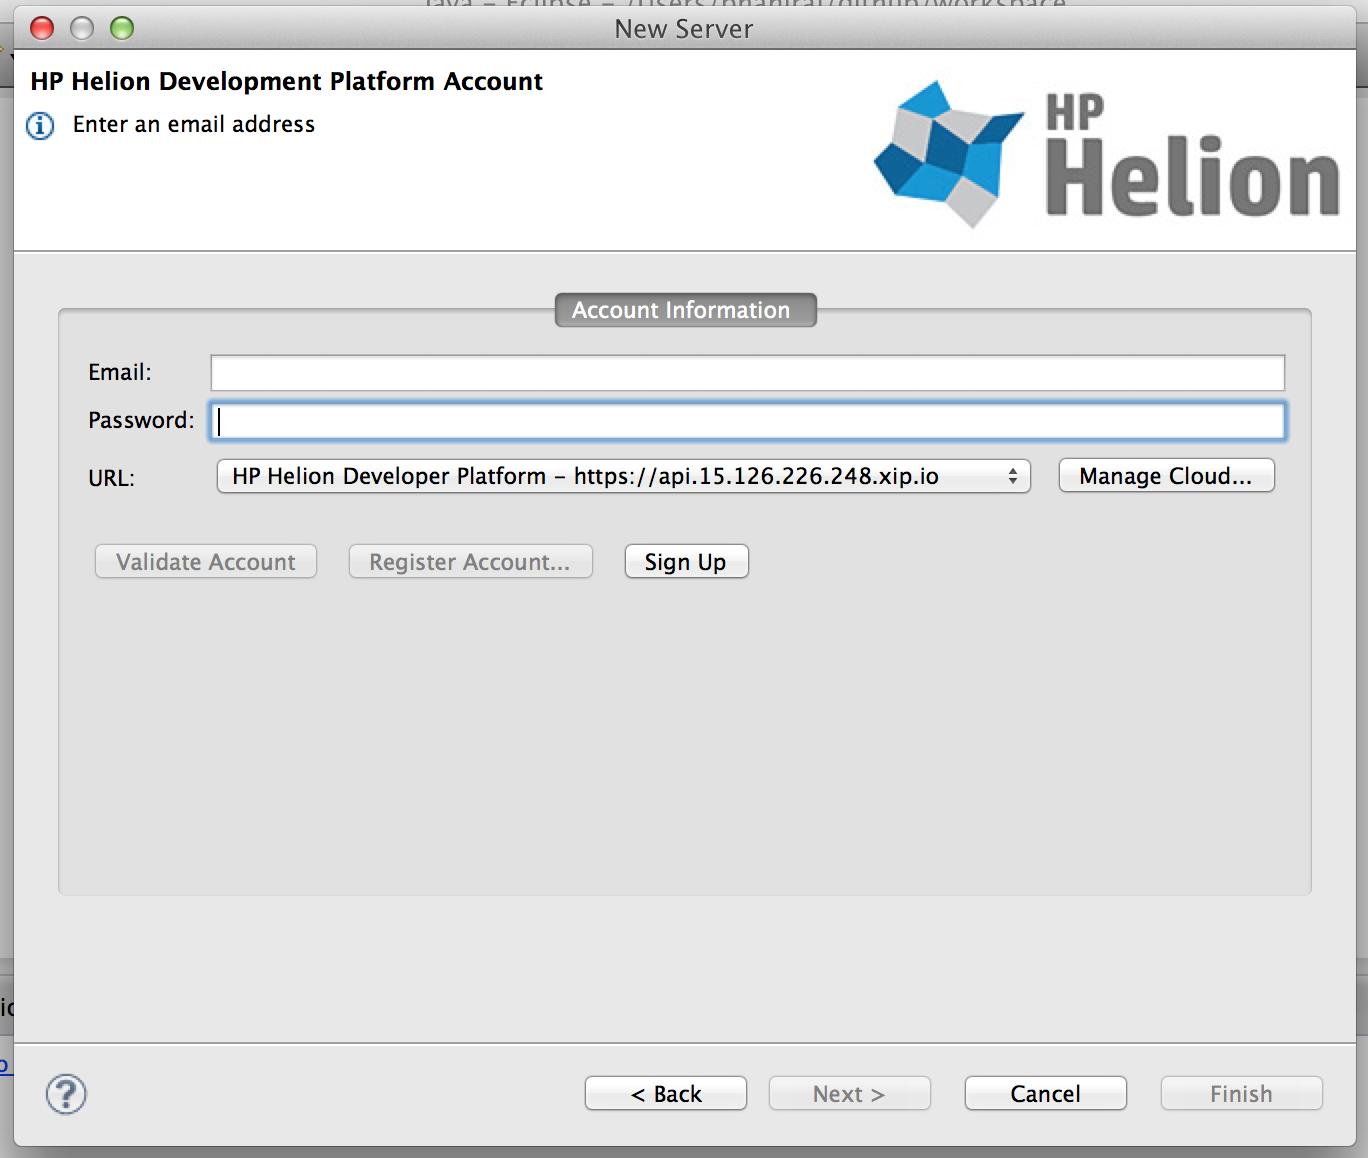 New Server
HP Helion Development Platform Account
Enter an email address
HP
Helion
Account Information
Email:
Password:
URL: HP Helion Developer Platform – https://api.15.126.226.248.xip.io Manage Cloud...
Validate Account Register Account... Sign Up
? < Back Next > Cancel Finish